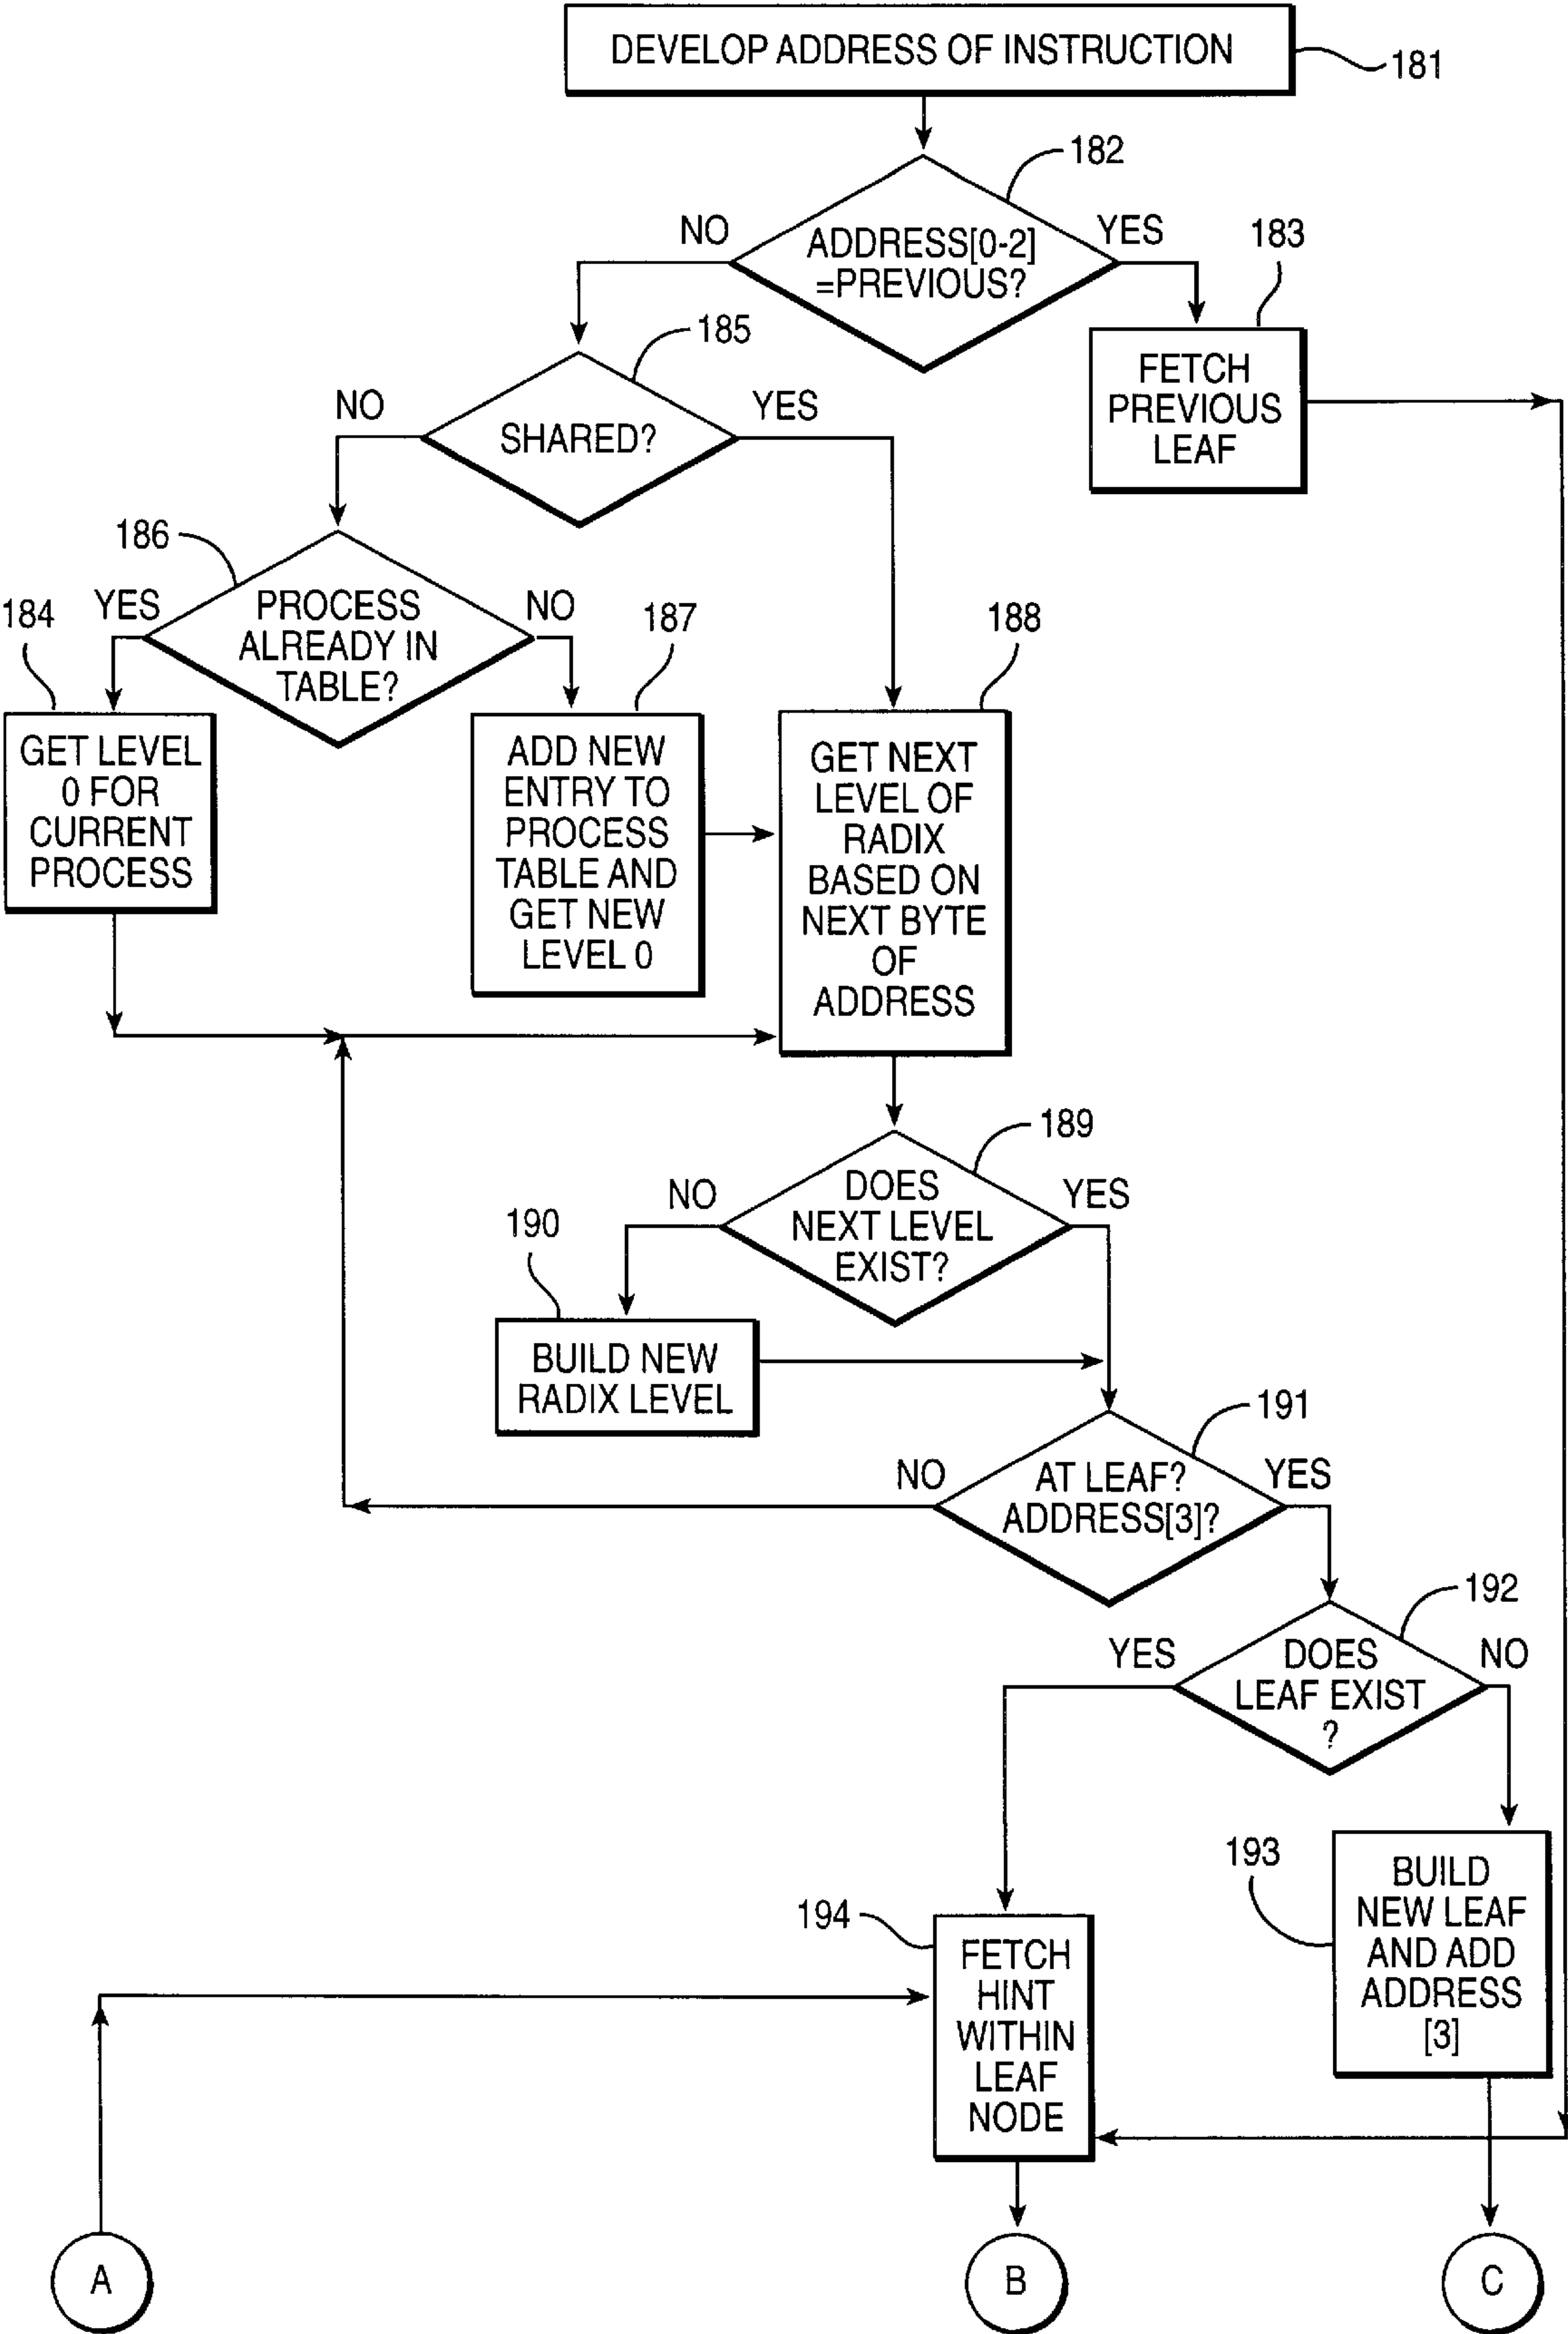 DEVELOP ADDRESS OF INSTRUCTION
181
182
NO
YES
ADDRESS[0-2]
=PREVIOUS?
183
FETCH
PREVIOUS
LEAF
185
NO
YES
SHARED?
186
YES
NO
PROCESS
ALREADY IN
TABLE?
184
GET LEVEL
0 FOR
CURRENT
PROCESS
187
ADD NEW
ENTRY TO
PROCESS
TABLE AND
GET NEW
LEVEL 0
188
GET NEXT
LEVEL OF
RADIX
BASED ON
NEXT BYTE
OF
ADDRESS
189
NO
YES
DOES
NEXT LEVEL
EXIST?
190
BUILD NEW
RADIX LEVEL
191
NO
YES
AT LEAF?
ADDRESS[3]?
192
YES
NO
DOES
LEAF EXIST
?
193
BUILD
NEW LEAF
AND ADD
ADDRESS
[3]
194
FETCH
HINT
WITHIN
LEAF
NODE
A
B
C